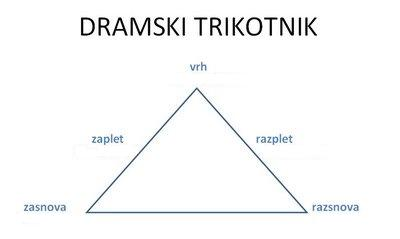 DRAMSKI TRIKOTNIK
vrh
zaplet
razplet
zasnova
razsnova